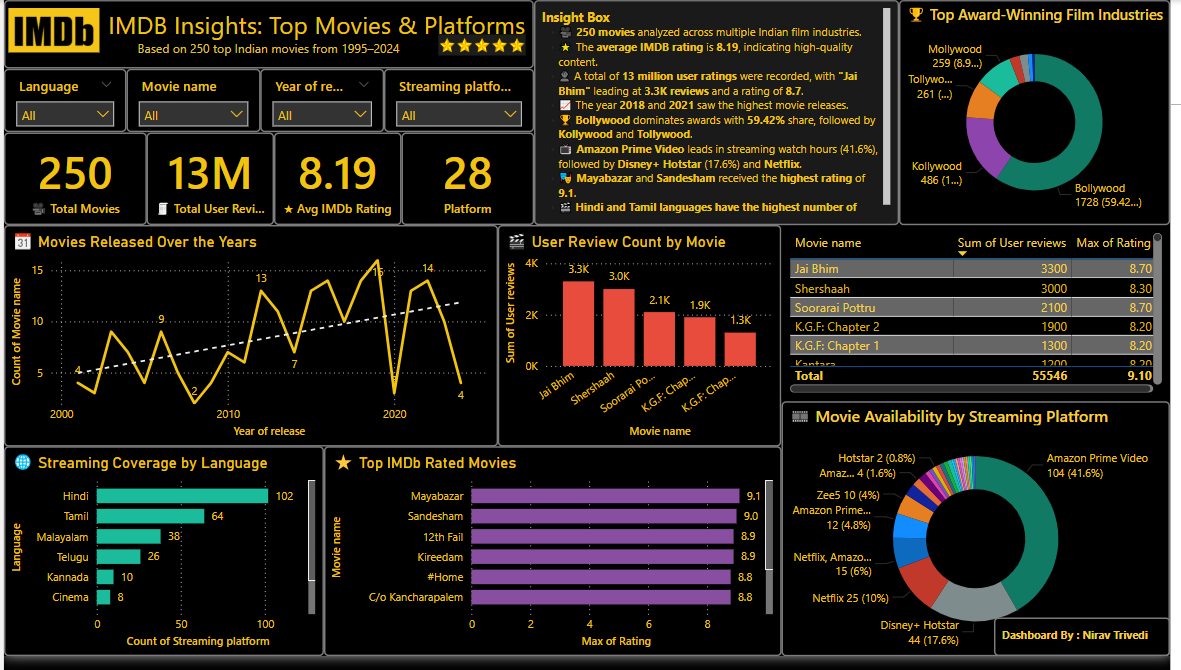 IMDb
IMDB Insights: Top Movies & Platforms
Based on 250 top Indian movies from 1995–2024
Language
All
Movie name
All
Year of re...
All
Streaming platfo...
All
250
Total Movies
13M
Total User Revi...
8.19
★ Avg IMDb Rating
28
Platform
Insight Box
250 movies analyzed across multiple Indian film industries.
The average IMDB rating is 8.19, indicating high-quality
content.
A total of 13 million user ratings were recorded, with "Jai
Bhim" leading at 3.3K reviews and a rating of 8.7.
The year 2018 and 2021 saw the highest movie releases.
Bollywood dominates awards with 59.42% share, followed by
Kollywood and Tollywood.
Amazon Prime Video leads in streaming watch hours (41.6%),
followed by Disney+ Hotstar (17.6%) and Netflix.
Mayabazar and Sandesham received the highest rating of
9.1.
Hindi and Tamil languages have the highest number of
Top Award-Winning Film Industries
Mollywood
259 (8.9...)
Tollywo...
261 (...)
Kollywood
486 (1...)
Bollywood
1728 (59.42...)
Movies Released Over the Years
Count of Movie name
15
10
5
4
9
2
13
7
15
14
4
2000
2010
2020
Year of release
User Review Count by Movie
Sum of User reviews
4K
2K
0K
3.3K
3.0K
2.1K
1.9K
1.3K
Jai Bhim
Shershaah
Soorarai Po...
K.G.F: Chap...
K.G.F: Chap...
Movie name
Movie name Sum of User reviews Max of Rating
Jai Bhim 3300 8.70
Shershaah 3000 8.30
Soorarai Pottru 2100 8.70
K.G.F: Chapter 2 1900 8.20
K.G.F: Chapter 1 1300 8.20
Kantara 1200 8.20
Total 55546 9.10
Streaming Coverage by Language
Language
Hindi 102
Tamil 64
Malayalam 38
Telugu 26
Kannada 10
Cinema 8
0 50 100
Count of Streaming platform
Top IMDb Rated Movies
Movie name
Mayabazar 9.1
Sandesham 9.0
12th Fail 8.9
Kireedam 8.9
#Home 8.8
C/o Kancharapalem 8.8
0 2 4 6 8
Max of Rating
Movie Availability by Streaming Platform
Hotstar 2 (0.8%)
Amaz... 4 (1.6%)
Zee5 10 (4%)
Amazon Prime...
12 (4.8%)
Netflix, Amazo...
15 (6%)
Netflix 25 (10%)
Disney+ Hotstar
44 (17.6%)
Amazon Prime Video
104 (41.6%)
Dashboard By : Nirav Trivedi